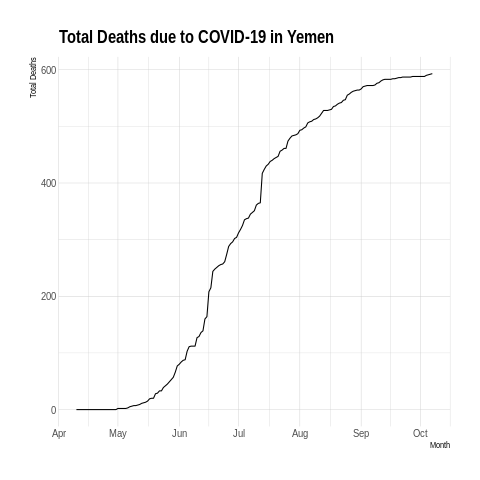 Total Deaths due to COVID-19 in Yemen
Total Deaths
600
400
200
0
Apr May Jun Jul Aug Sep Oct
Month